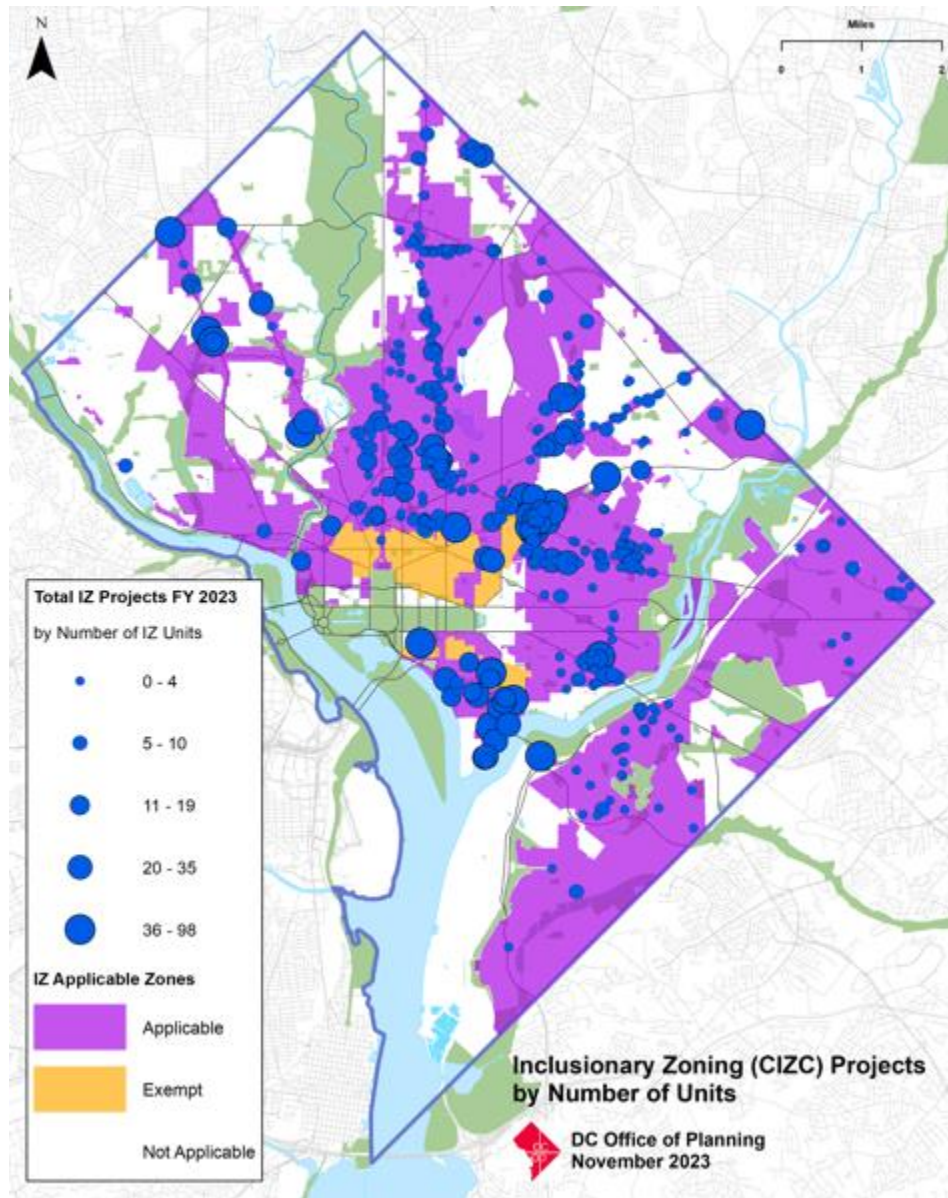 N
Miles
0 1 2
Total IZ Projects FY 2023
by Number of IZ Units
0 - 4
5 - 10
11 - 19
20 - 35
36 - 98
IZ Applicable Zones
Applicable
Exempt
Not Applicable
Inclusionary Zoning (CIZC) Projects
by Number of Units
DC
DC Office of Planning
November 2023